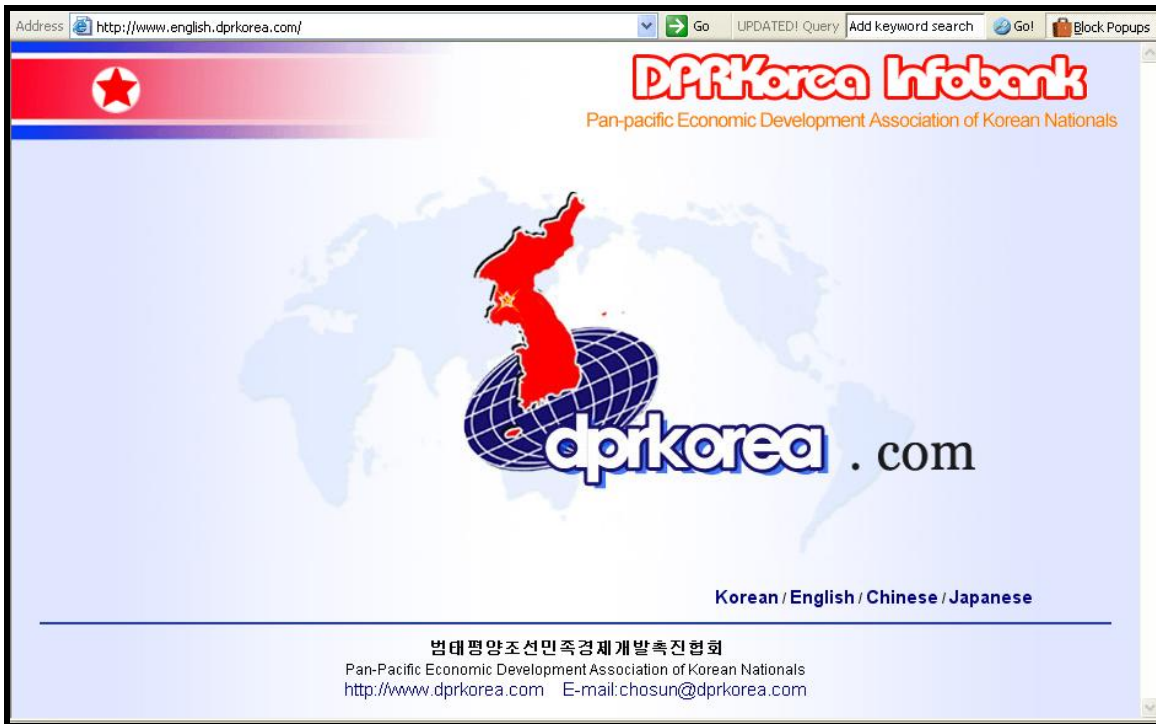 Address http://www.english.dprkorea.com/ Go UPDATED! Query Add keyword search Go! Block Popups
DPRKorea Infobank
Pan-pacific Economic Development Association of Korean Nationals
dprkorea . com
Korean / English / Chinese / Japanese
범태평양조선민족경제개발촉진협회
Pan-Pacific Economic Development Association of Korean Nationals
http://www.dprkorea.com E-mail:chosun@dprkorea.com